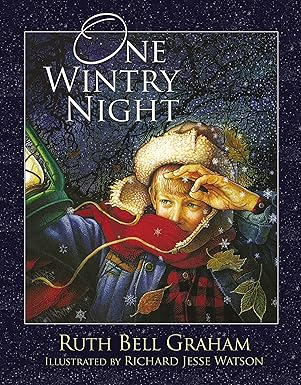 ONE
WINTRY
NIGHT
RUTH BELL GRAHAM
ILLUSTRATED BY RICHARD JESSE WATSON